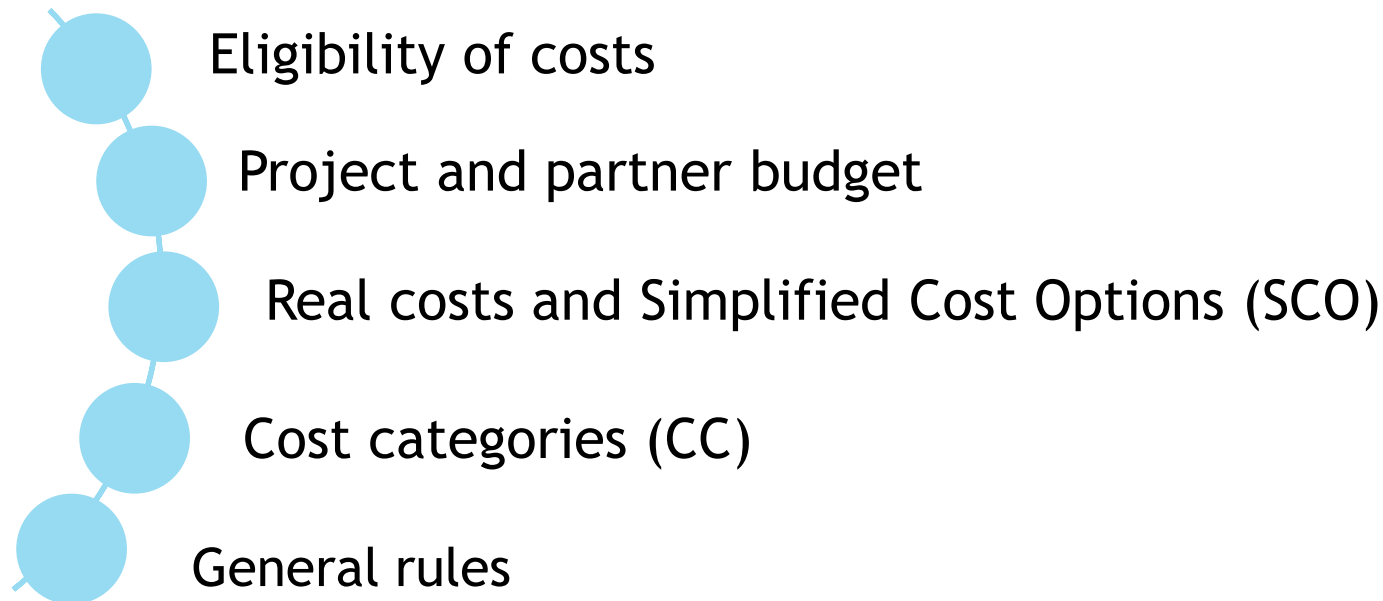 Eligibility of costs
Project and partner budget
Real costs and Simplified Cost Options (SCO)
Cost categories (CC)
General rules